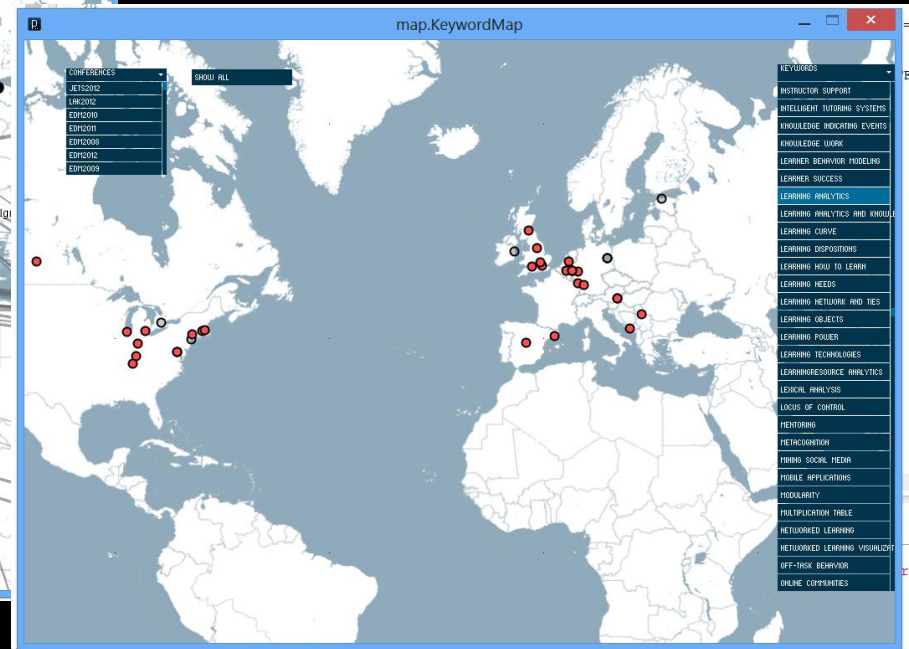 map.KeywordMap
CONFERENCES
SHOW ALL
JETS2012
LAK2012
EDM2010
EDM2011
EDM2008
EDM2012
EDM2009
KEYWORDS
INSTRUCTOR SUPPORT
INTELLIGENT TUTORING SYSTEMS
KNOWLEDGE INDICATING EVENTS
KNOWLEDGE WORK
LEARNER BEHAVIOR MODELING
LEARNER SUCCESS
LEARNING ANALYTICS
LEARNING ANALYTICS AND KNOWLE
LEARNING CURVE
LEARNING DISPOSITIONS
LEARNING HOW TO LEARN
LEARNING NEEDS
LEARNING NETWORK AND TIES
LEARNING OBJECTS
LEARNING POWER
LEARNING TECHNOLOGIES
LEARNINGRESOURCE ANALYTICS
LEXICAL ANALYSIS
LOCUS OF CONTROL
MENTORING
METACOGNITION
MINING SOCIAL MEDIA
MOBILE APPLICATIONS
MODULARITY
MULTIPLICATION TABLE
NETWORKED LEARNING
NETWORKED LEARNING VISUALIZAT
OFF-TASK BEHAVIOR
ONLINE COMMUNITIES